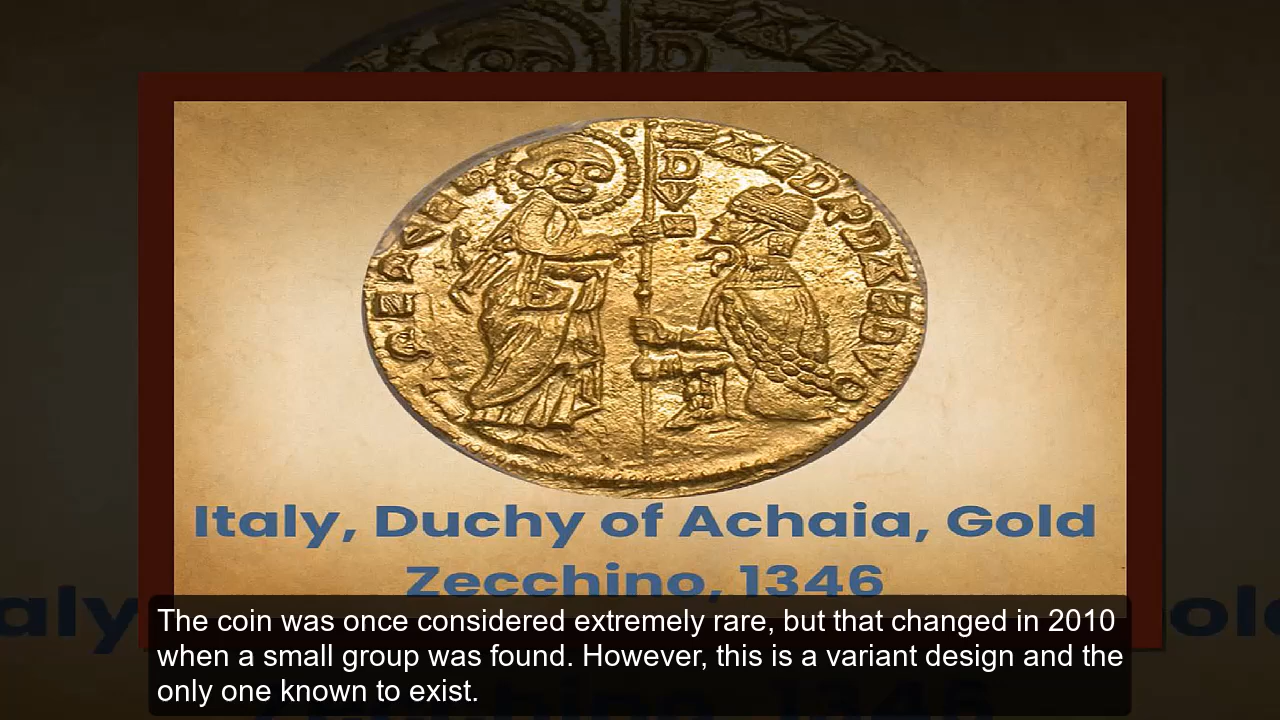 Italy, Duchy of Achaia, Gold
Zecchino, 1346
The coin was once considered extremely rare, but that changed in 2010
when a small group was found. However, this is a variant design and the
only one known to exist.